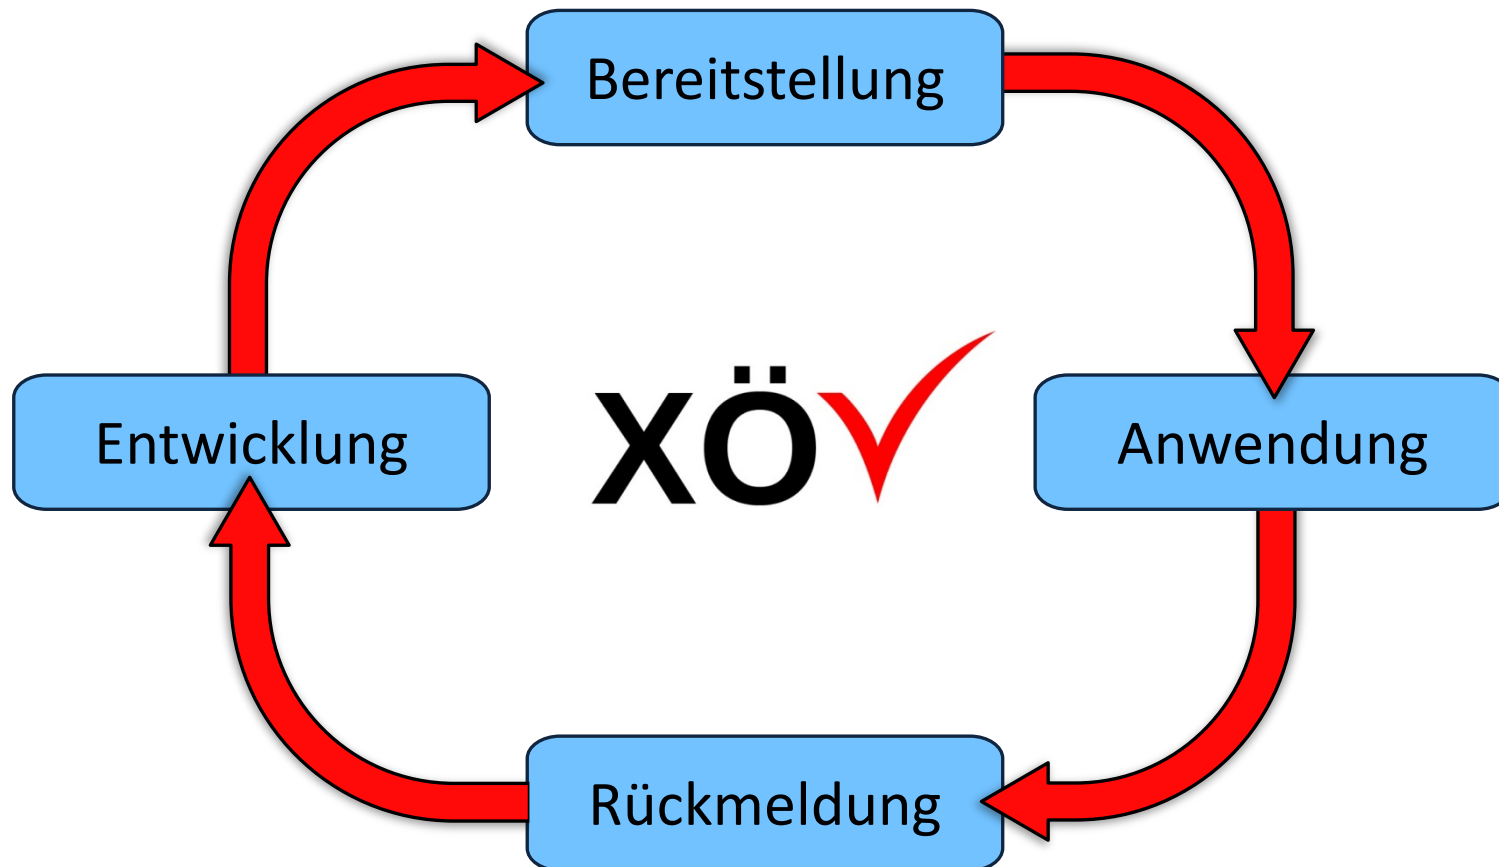 Bereitstellung
Entwicklung
XÖV
Anwendung
Rückmeldung